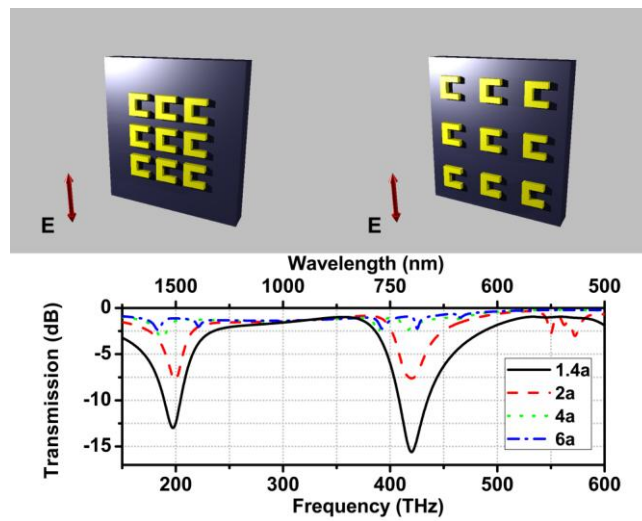 E
E
Wavelength (nm)
1500 1000 750 600 500
Transmission (dB)
0
-5
-10
-15
1.4a
2a
4a
6a
200 300 400 500 600
Frequency (THz)